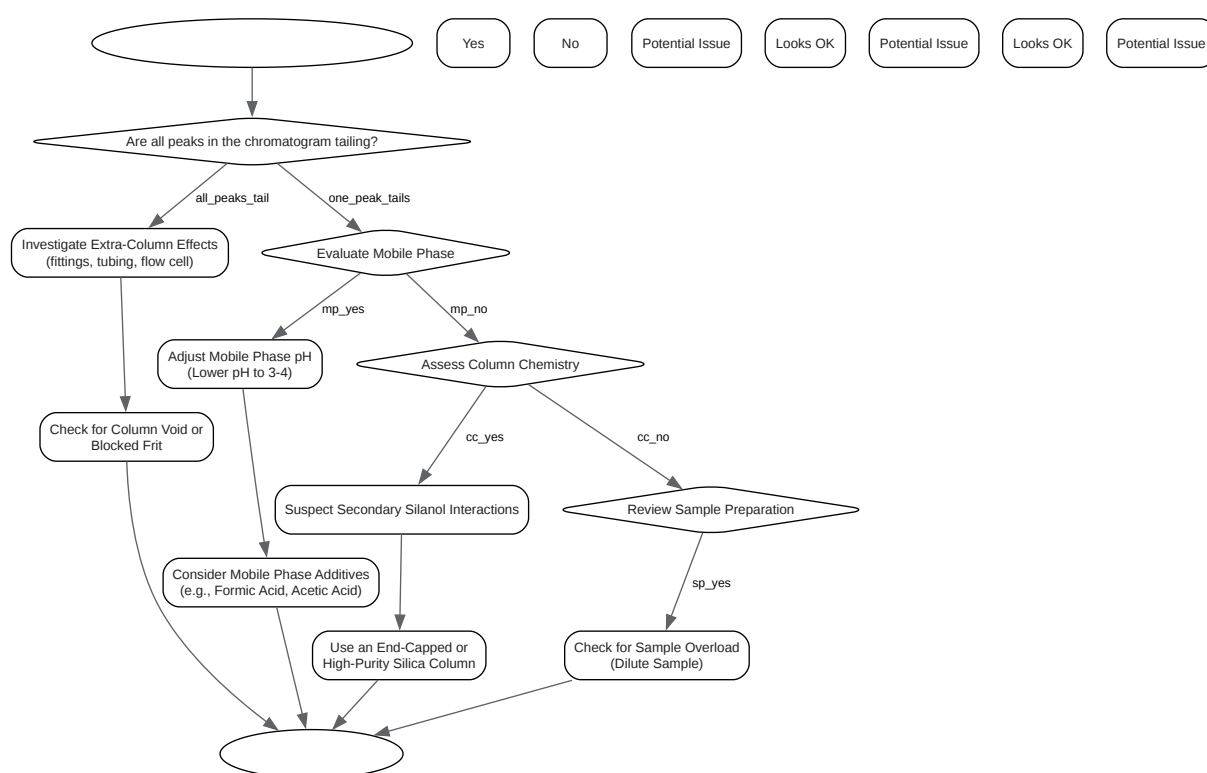 Yes
No
Potential Issue
Looks OK
Potential Issue
Looks OK
Potential Issue
Are all peaks in the chromatogram tailing?
all_peaks_tail
one_peak_tails
Investigate Extra-Column Effects
(fittings, tubing, flow cell)
Evaluate Mobile Phase
mp_yes
mp_no
Adjust Mobile Phase pH
(Lower pH to 3-4)
Assess Column Chemistry
Check for Column Void or
Blocked Frit
cc_yes
cc_no
Suspect Secondary Silanol Interactions
Review Sample Preparation
Consider Mobile Phase Additives
(e.g., Formic Acid, Acetic Acid)
sp_yes
Use an End-Capped or
High-Purity Silica Column
Check for Sample Overload
(Dilute Sample)